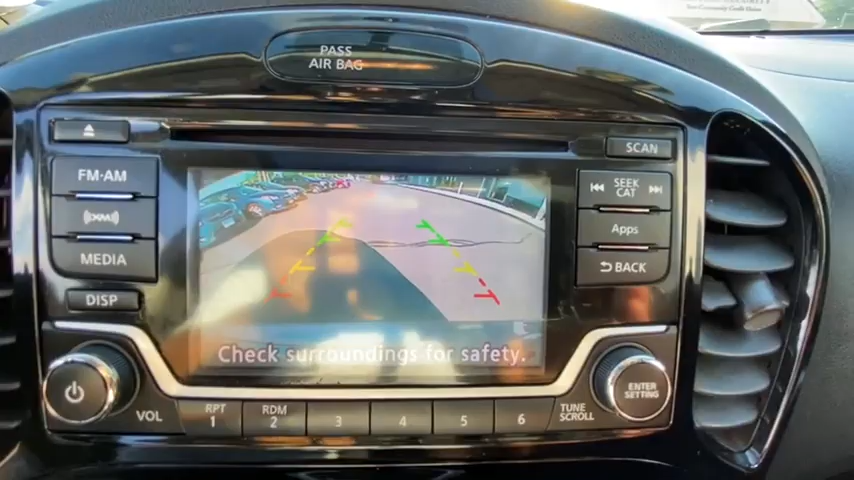 PASS
AIR BAG
SCAN
FM·AM
SEEK
CAT
((XM))
Apps
MEDIA
BACK
DISP
Check surroundings for safety.
ENTER
SETTING
VOL
RPT
1
RDM
2
3
4
5
6
TUNE
SCROLL